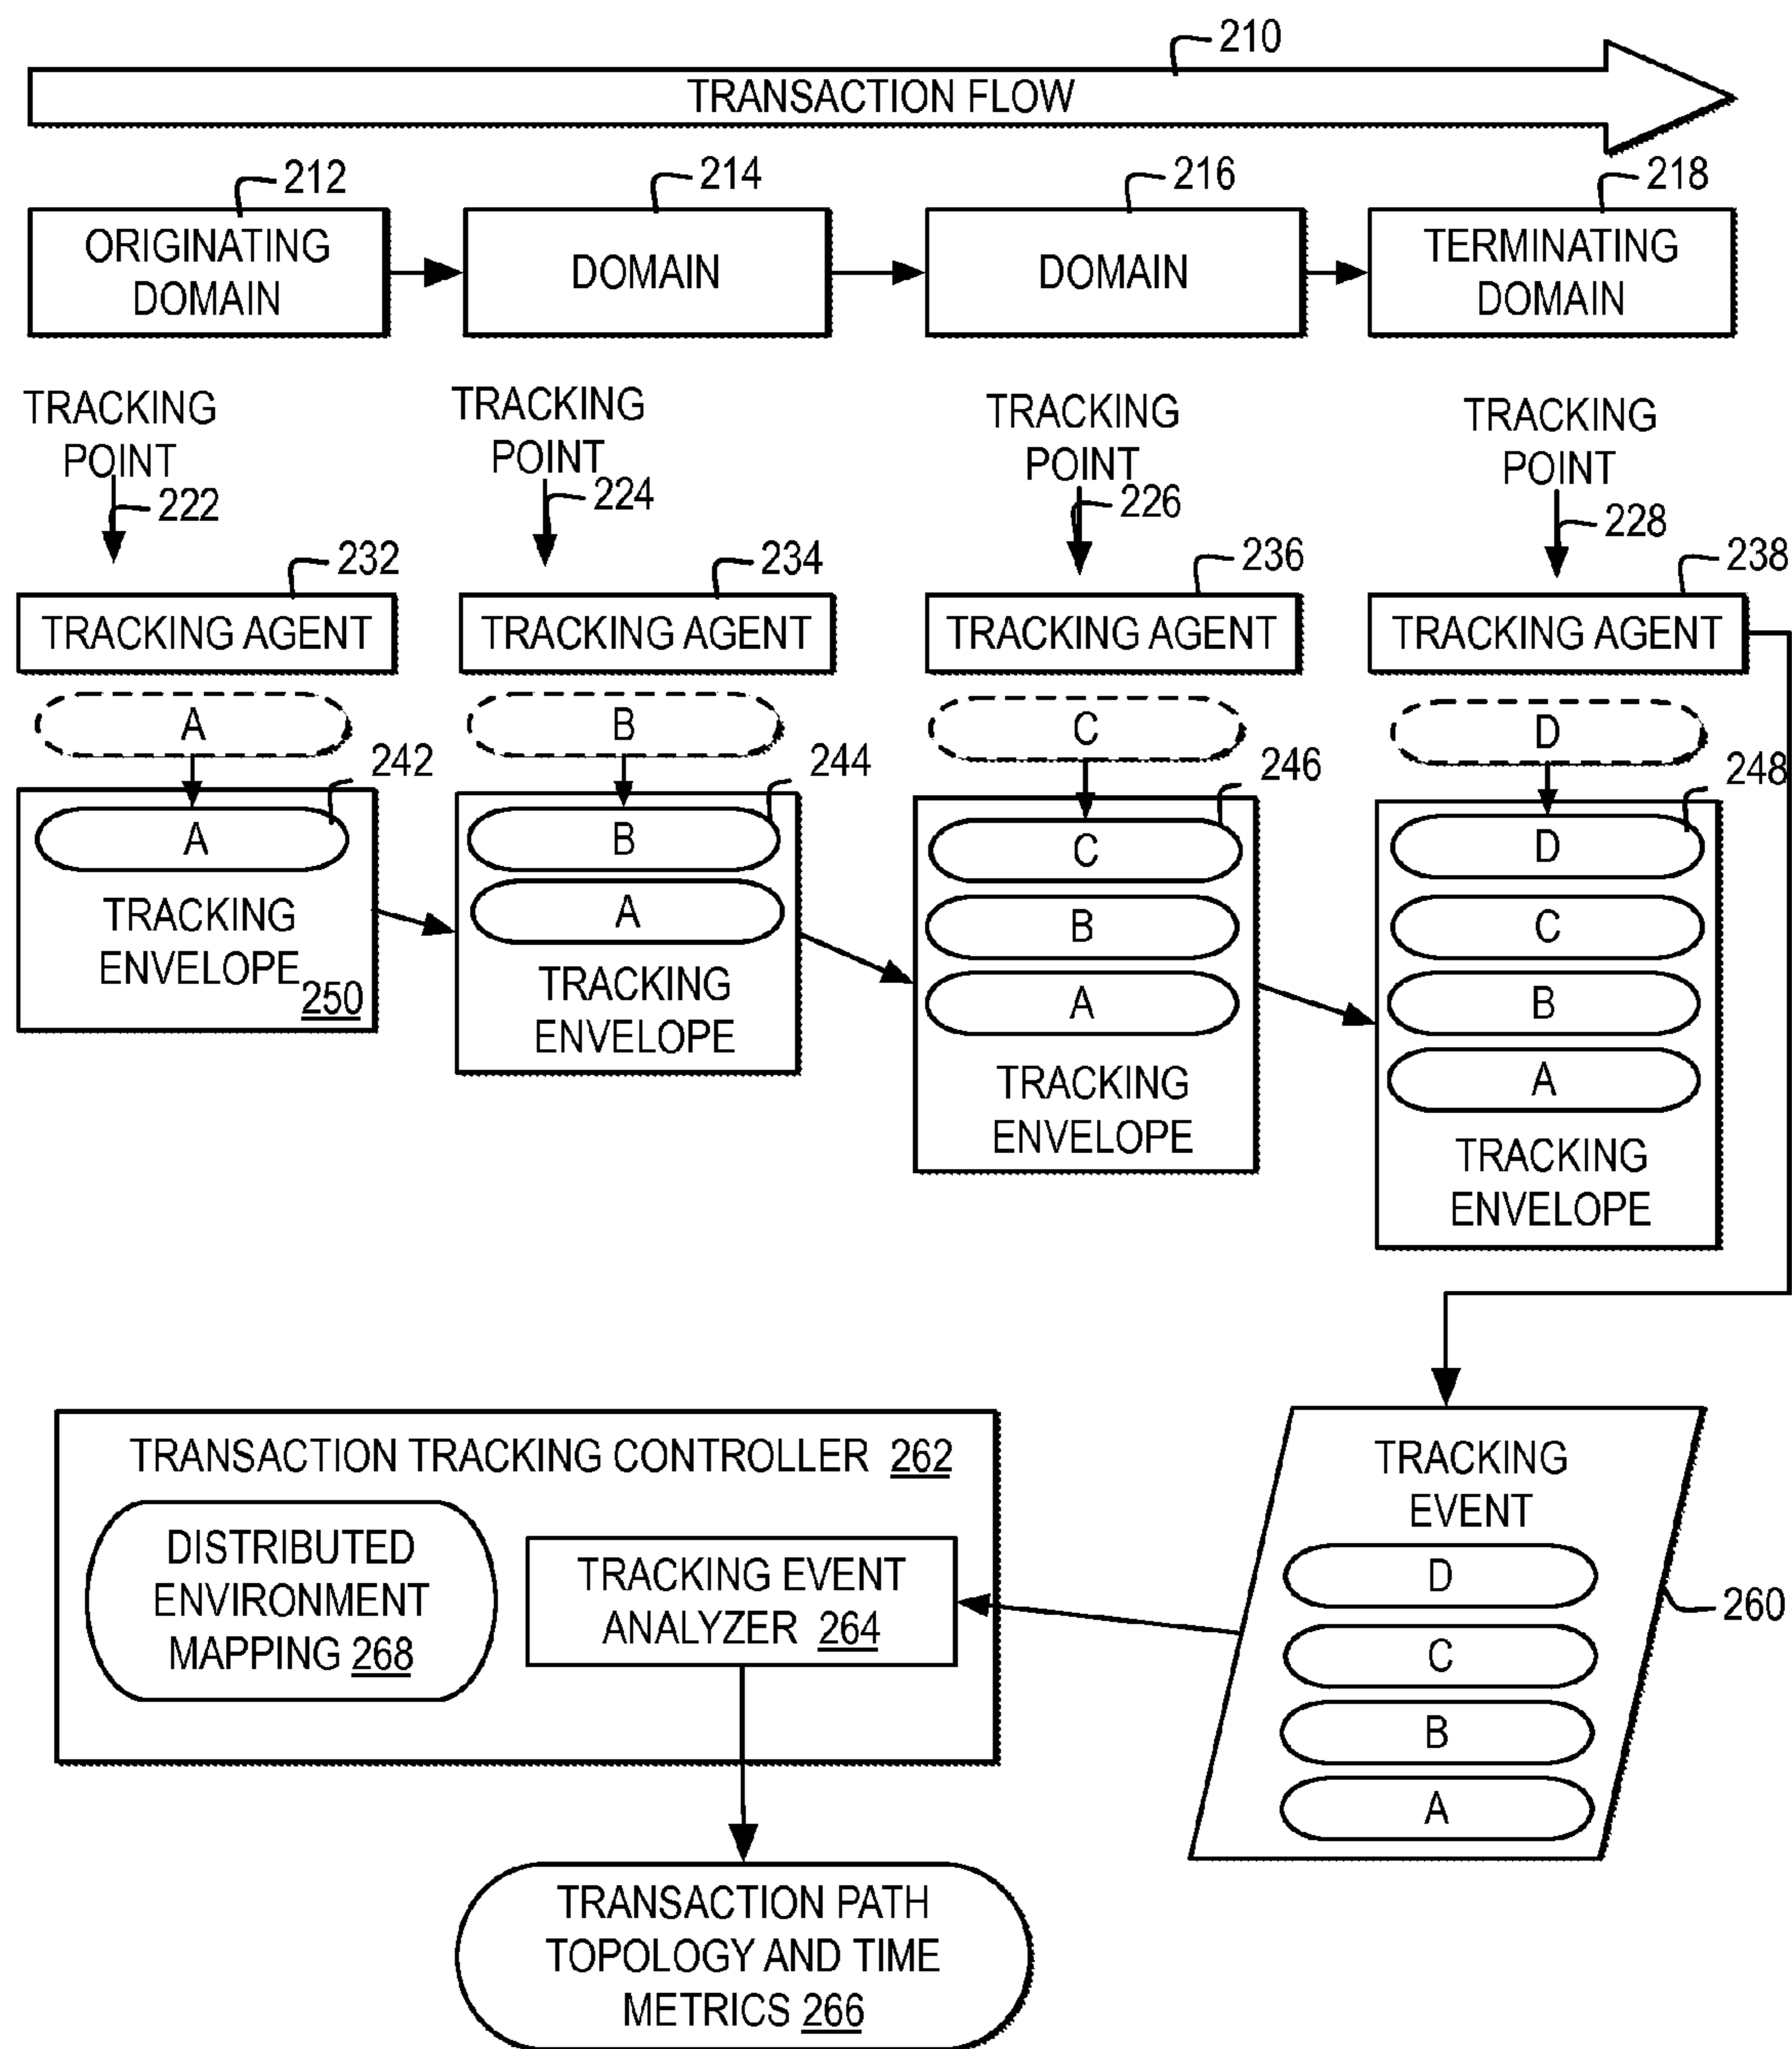 210
TRANSACTION FLOW
212
214
216
218
ORIGINATING
DOMAIN
DOMAIN
DOMAIN
TERMINATING
DOMAIN
TRACKING
POINT
222
TRACKING
POINT
224
TRACKING
POINT
226
TRACKING
POINT
228
232
234
236
238
TRACKING AGENT
TRACKING AGENT
TRACKING AGENT
TRACKING AGENT
A
B
C
D
242
244
246
248
A
TRACKING
ENVELOPE
250
B
A
TRACKING
ENVELOPE
C
B
A
TRACKING
ENVELOPE
D
C
B
A
TRACKING
ENVELOPE
TRANSACTION TRACKING CONTROLLER 262
DISTRIBUTED
ENVIRONMENT
MAPPING 268
TRACKING EVENT
ANALYZER 264
TRACKING
EVENT
D
C
B
A
260
TRANSACTION PATH
TOPOLOGY AND TIME
METRICS 266